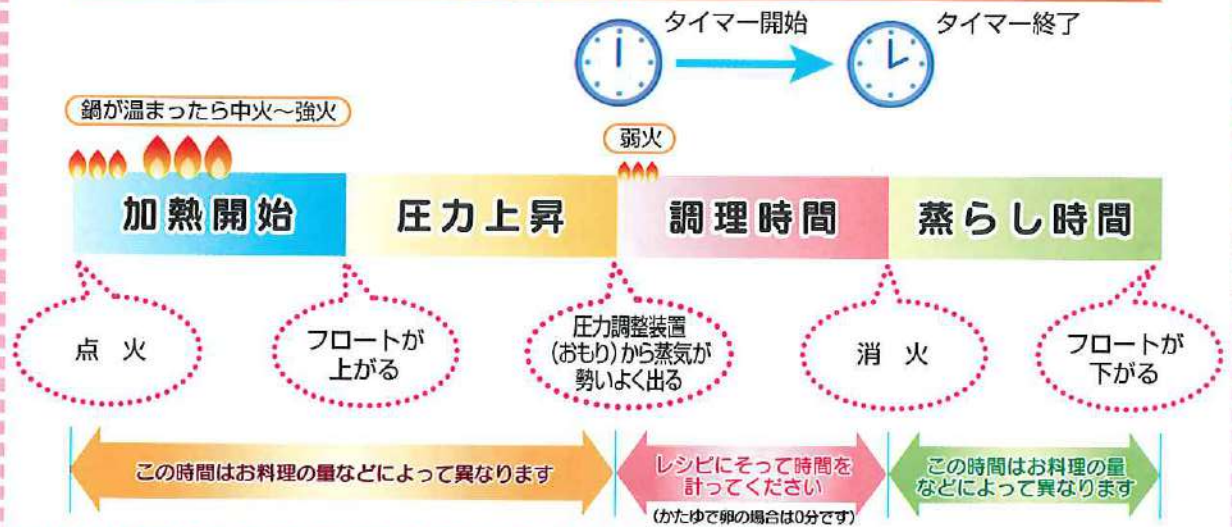 タイマー開始
タイマー終了
鍋が温まったら中火～強火
弱火
加熱開始
圧力上昇
調理時間
蒸らし時間
点 火
フロートが
上がる
圧力調整装置
(おもり)から蒸気が
勢いよく出る
消 火
フロートが
下がる
この時間はお料理の量などによって異なります
レシピにそって時間を
計ってください
(かたゆで卵の場合は0分です)
この時間はお料理の量
などによって異なります